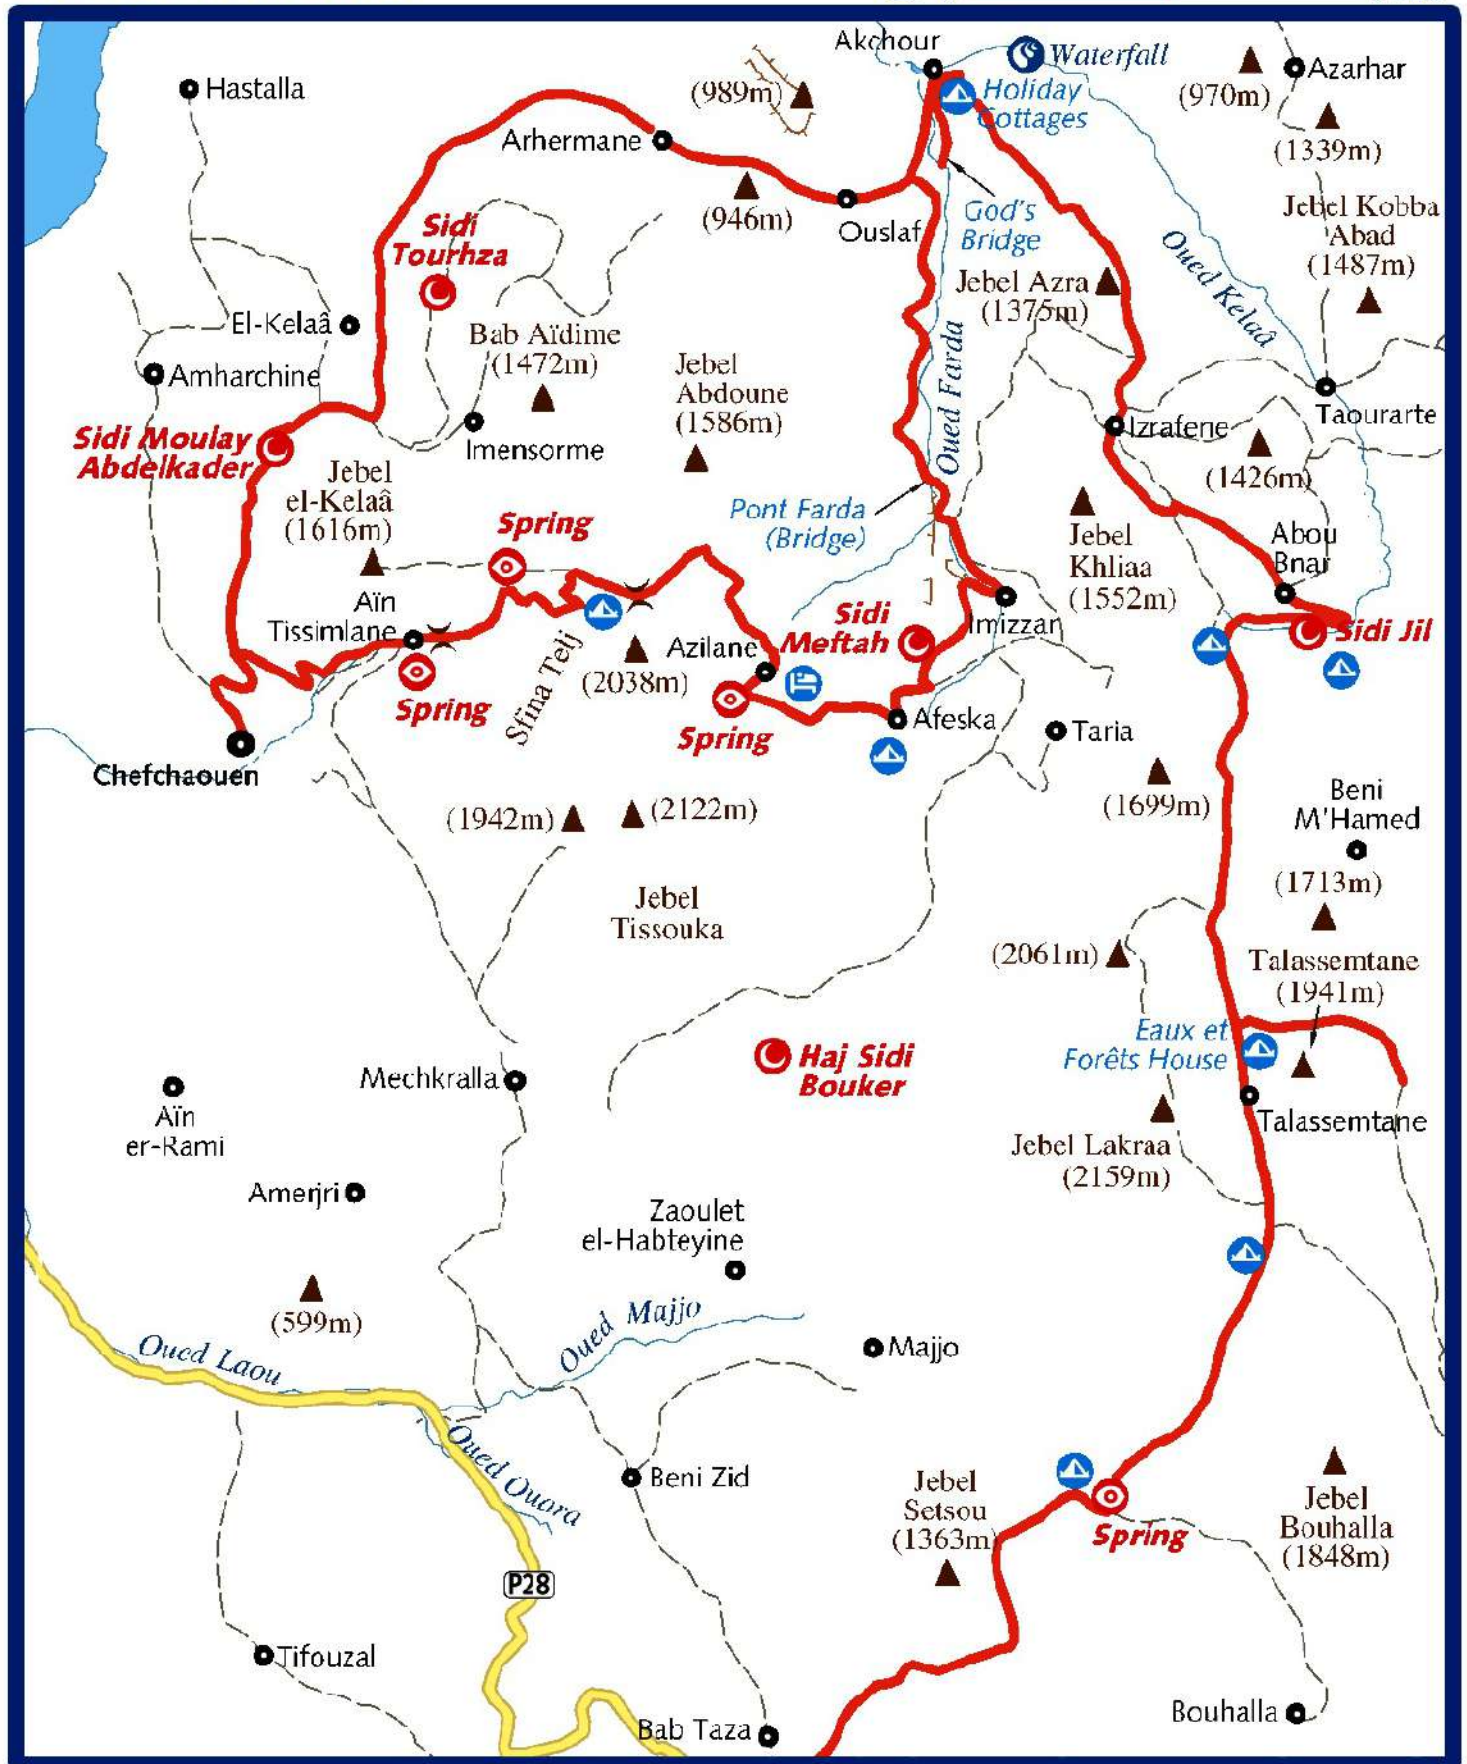 Akchour
Waterfall
Hastalla
(989m)
Holiday
Cottages
(970m)
Azarhar
Arhermane
(1339m)
(946m)
Ouslaf
God's
Bridge
Jebel Kobba
Abad
(1487m)
Sidi
Tourhza
Jebel Azra
(1375m)
Oued Kelaâ
El-Kelaâ
Bab Aïdime
(1472m)
Jebel
Abdoune
(1586m)
Oued Farda
Amharchine
Taourarte
Sidi Moulay
Abdelkader
Imensorme
Izrafene
(1426m)
Jebel
el-Kelaâ
(1616m)
Spring
Pont Farda
(Bridge)
Jebel
Khliaa
(1552m)
Abou
Bnar
Aïn
Tissimlane
Sidi
Meftah
Imizzar
Sidi Jil
Azilane
(2038m)
Sfina Telj
Spring
Spring
Afeska
Taria
Chefchaouen
(1942m)
(2122m)
(1699m)
Beni
M'Hamed
(1713m)
Jebel
Tissouka
(2061m)
Talassemtane
(1941m)
Eaux et
Forêts House
Haj Sidi
Bouker
Mechkralla
Aïn
er-Rami
Talassemtane
Jebel Lakraa
(2159m)
Amerjri
Zaoulet
el-Habteyine
(599m)
Oued Majjo
Oued Laou
Majjo
Oued Ouora
Beni Zid
Jebel
Setsou
(1363m)
Spring
Jebel
Bouhalla
(1848m)
P28
Tifouzal
Bab Taza
Bouhalla